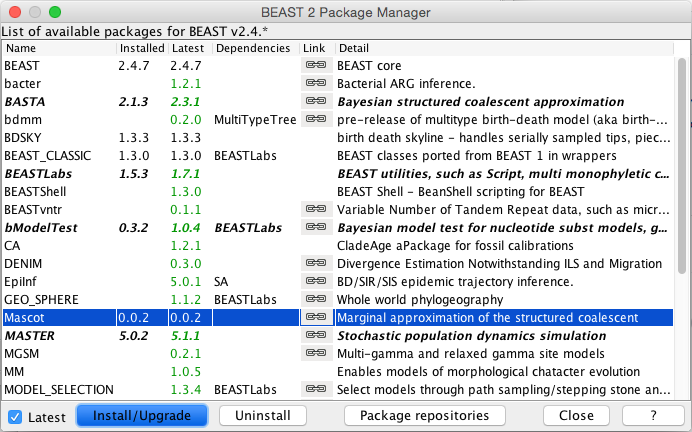 BEAST 2 Package Manager
List of available packages for BEAST v2.4.*
Name Installed Latest Dependencies Link Detail
BEAST 2.4.7 2.4.7 BEAST core
bacter 1.2.1 Bacterial ARG inference.
BASTA 2.1.3 2.3.1 Bayesian structured coalescent approximation
bdmm 0.2.0 MultiTypeTree pre-release of multitype birth-death model (aka birth-...
BDSKY 1.3.3 1.3.3 birth death skyline - handles serially sampled tips, piec...
BEAST_CLASSIC 1.3.0 1.3.0 BEASTLabs BEAST classes ported from BEAST 1 in wrappers
BEASTLabs 1.5.3 1.7.1 BEAST utilities, such as Script, multi monophyletic c...
BEASTShell 1.3.0 BEAST Shell - BeanShell scripting for BEAST
BEASTvntr 0.1.1 Variable Number of Tandem Repeat data, such as micr...
bModelTest 0.3.2 1.0.4 BEASTLabs Bayesian model test for nucleotide subst models, g...
CA 1.2.1 CladeAge aPackage for fossil calibrations
DENIM 0.3.0 Divergence Estimation Notwithstanding ILS and Migration
EpiInf 5.0.1 SA BD/SIR/SIS epidemic trajectory inference.
GEO_SPHERE 1.1.2 BEASTLabs Whole world phylogeography
Mascot 0.0.2 0.0.2 Marginal approximation of the structured coalescent
MASTER 5.0.2 5.1.1 Stochastic population dynamics simulation
MGSM 0.2.1 Multi-gamma and relaxed gamma site models
MM 1.0.5 Enables models of morphological chatacter evolution
MODEL_SELECTION 1.3.4 BEASTLabs Select models through path sampling/stepping stone an...
Latest Install/Upgrade Uninstall Package repositories Close ?